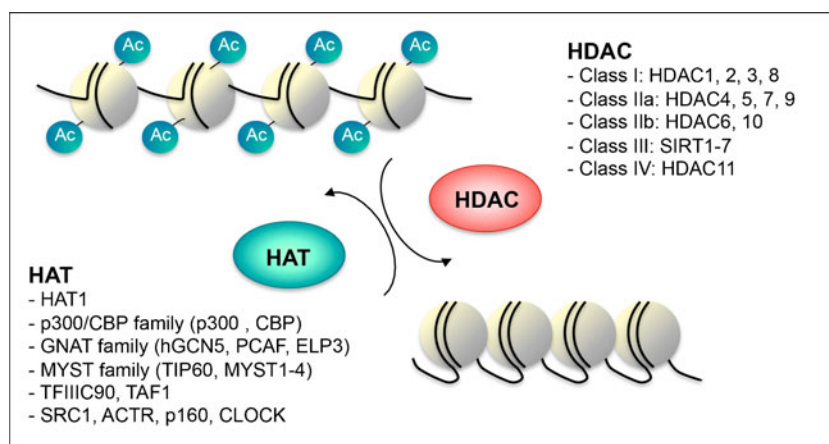 Ac Ac Ac Ac
Ac Ac Ac Ac
HDAC
- Class I: HDAC1, 2, 3, 8
- Class IIa: HDAC4, 5, 7, 9
- Class IIb: HDAC6, 10
- Class III: SIRT1-7
- Class IV: HDAC11
HDAC
HAT
HAT
- HAT1
- p300/CBP family (p300 , CBP)
- GNAT family (hGCN5, PCAF, ELP3)
- MYST family (TIP60, MYST1-4)
- TFIIIC90, TAF1
- SRC1, ACTR, p160, CLOCK